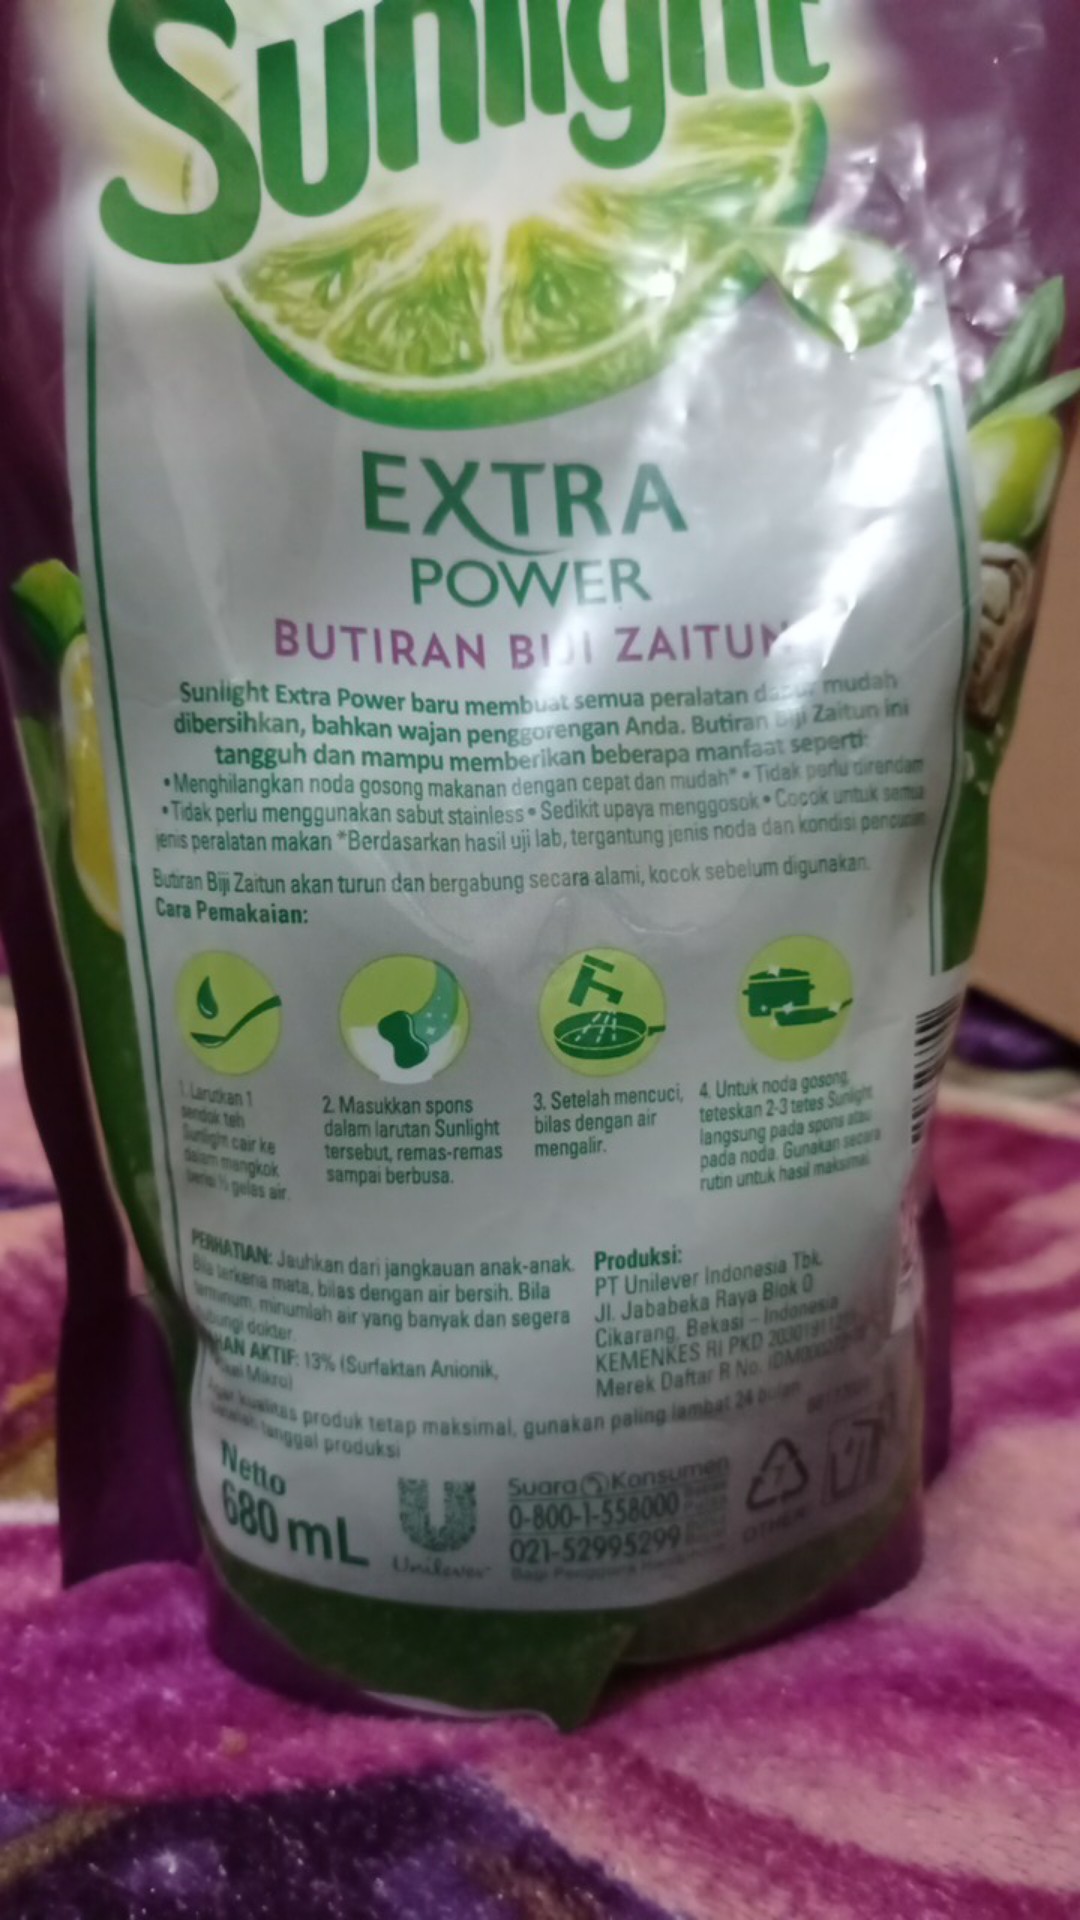 Sunlight
EXTRA
POWER
BUTIRAN BIJI ZAITUN
Sunlight Extra Power baru membuat semua peralatan dapur mudah
dibersihkan, bahkan wajan penggorengan Anda. Butiran Biji Zaitun ini
tangguh dan mampu memberikan beberapa manfaat seperti:
•Menghilangkan noda gosong makanan dengan cepat dan mudah* • Tidak perlu direndam
•Tidak perlu menggunakan sabut stainless • Sedikit upaya menggosok • Cocok untuk semua
jenis peralatan makan *Berdasarkan hasil uji lab, tergantung jenis noda dan kondisi pencucian
Butiran Biji Zaitun akan turun dan bergabung secara alami, kocok sebelum digunakan.
Cara Pemakaian:
1. Larutkan 1
sendok teh
Sunlight cair ke
dalam mangkok
berisi ½ gelas air.
2. Masukkan spons
dalam larutan Sunlight
tersebut, remas-remas
sampai berbusa.
3. Setelah mencuci,
bilas dengan air
mengalir.
4. Untuk noda gosong,
teteskan 2-3 tetes Sunlight
langsung pada spons atau
pada noda. Gunakan secara
rutin untuk hasil maksimal.
PERHATIAN: Jauhkan dari jangkauan anak-anak.
Bila terkena mata, bilas dengan air bersih. Bila
terminum, minumlah air yang banyak dan segera
hubungi dokter.
BAHAN AKTIF: 13% (Surfaktan Anionik,
Mikro)
Produksi:
PT Unilever Indonesia Tbk.
Jl. Jababeka Raya Blok O
Cikarang, Bekasi – Indonesia
KEMENKES RI PKD
Merek Daftar R No.
Agar kualitas produk tetap maksimal, gunakan paling lambat 24 bulan
setelah tanggal produksi
Netto
680 mL
Unilever
Suara Konsumen
0-800-1-558000
021-52995299
7
OTHER